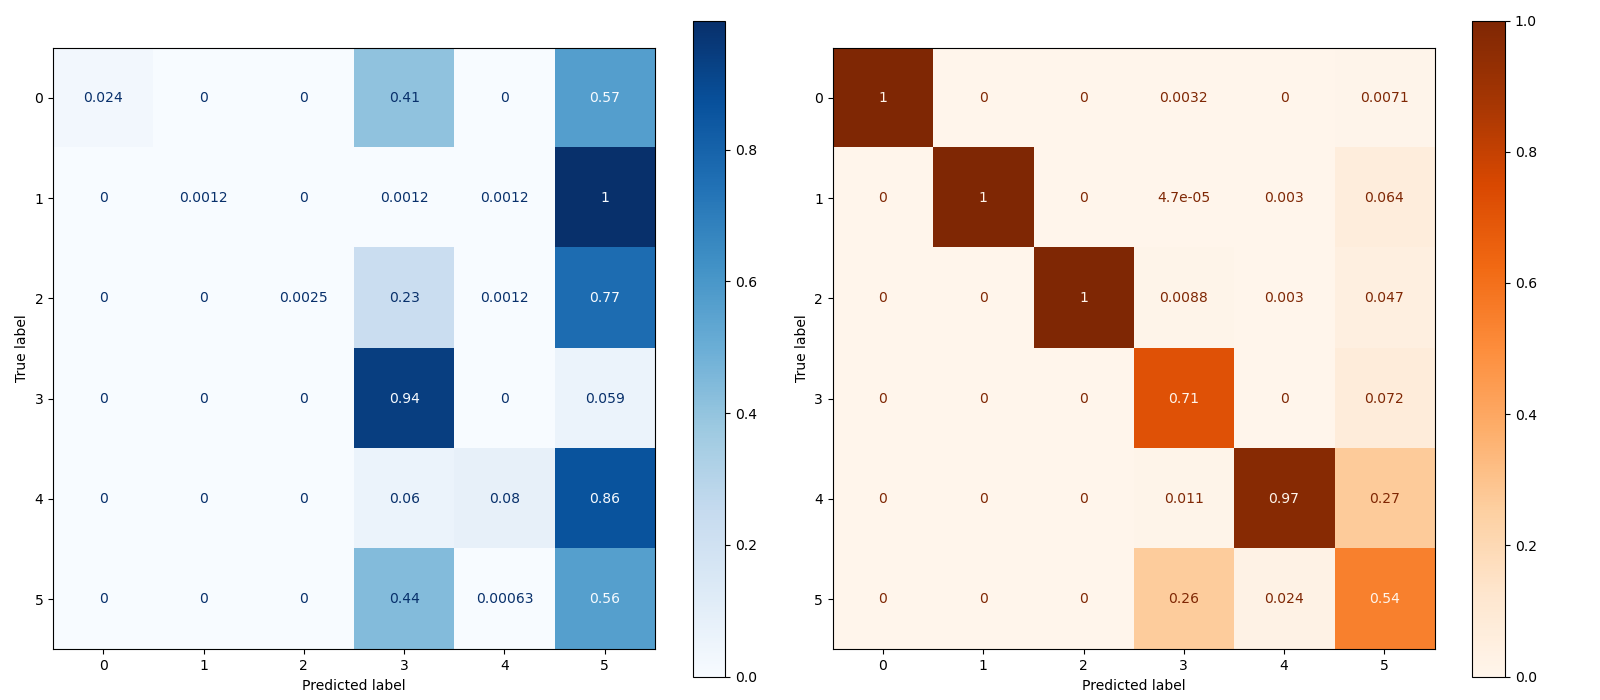 0 0.024 0 0 0.41 0 0.57
1 0 0.0012 0 0.0012 0.0012 1
2 0 0 0.0025 0.23 0.0012 0.77
3 0 0 0 0.94 0 0.059
4 0 0 0 0.06 0.08 0.86
5 0 0 0 0.44 0.00063 0.56
0 1 2 3 4 5
True label
Predicted label
0.8
0.6
0.4
0.2
0.0
0 1 0 0 0.0032 0 0.0071
1 0 1 0 4.7e-05 0.003 0.064
2 0 0 1 0.0088 0.003 0.047
3 0 0 0 0.71 0 0.072
4 0 0 0 0.011 0.97 0.27
5 0 0 0 0.26 0.024 0.54
0 1 2 3 4 5
True label
Predicted label
1.0
0.8
0.6
0.4
0.2
0.0